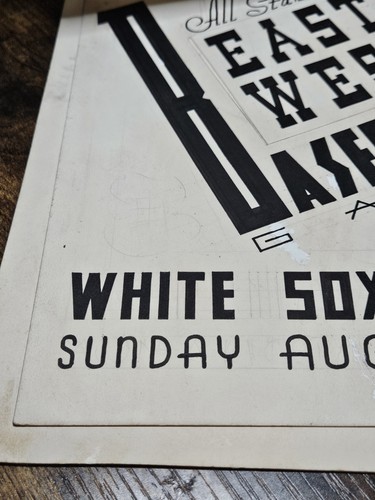 All Sta
EAST
WES
BASE
G A
WHITE SOX
SUNDAY AUG